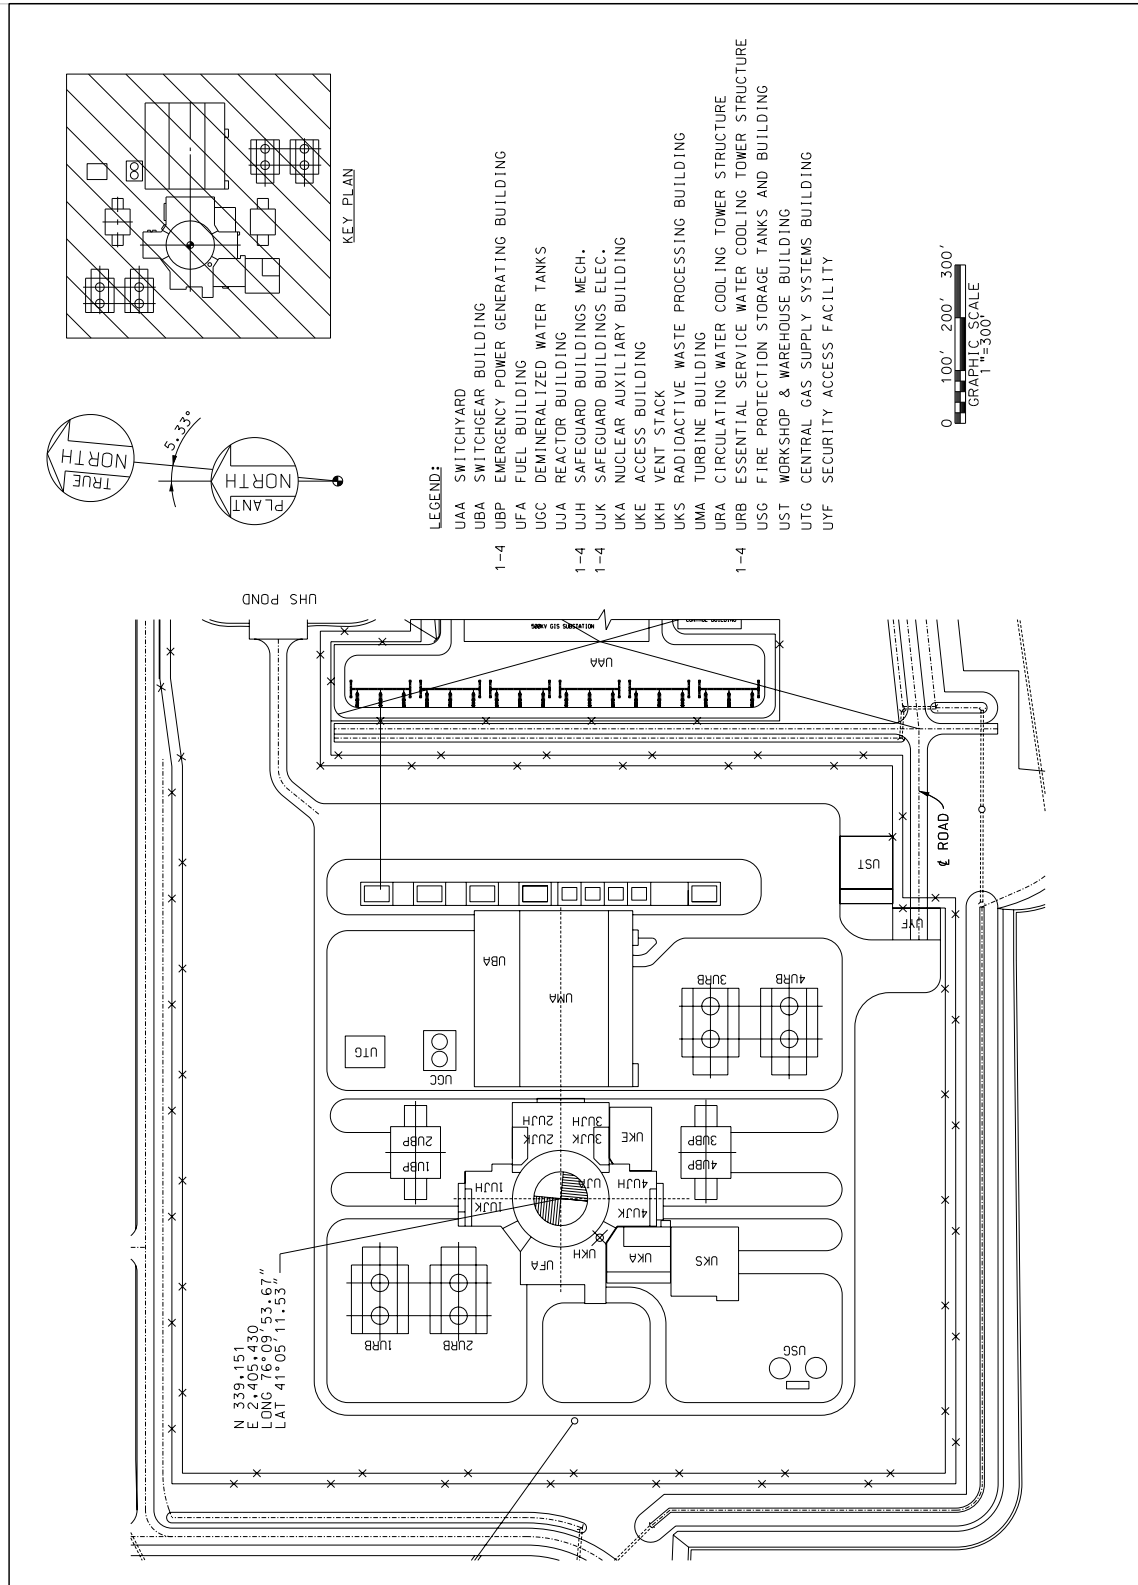 KEY PLAN
TRUE
NORTH
5.33°
PLANT
NORTH
LEGEND:
UAA SWITCHYARD
UBA SWITCHGEAR BUILDING
1-4 UBP EMERGENCY POWER GENERATING BUILDING
UFA FUEL BUILDING
UGC DEMINERALIZED WATER TANKS
UJA REACTOR BUILDING
1-4 UJH SAFEGUARD BUILDINGS MECH.
1-4 UJK SAFEGUARD BUILDINGS ELEC.
UKA NUCLEAR AUXILIARY BUILDING
UKE ACCESS BUILDING
UKH VENT STACK
UKS RADIOACTIVE WASTE PROCESSING BUILDING
UMA TURBINE BUILDING
URA CIRCULATING WATER COOLING TOWER STRUCTURE
1-4 URB ESSENTIAL SERVICE WATER COOLING TOWER STRUCTURE
USG FIRE PROTECTION STORAGE TANKS AND BUILDING
UST WORKSHOP & WAREHOUSE BUILDING
UTG CENTRAL GAS SUPPLY SYSTEMS BUILDING
UYF SECURITY ACCESS FACILITY
0 100' 200' 300'
GRAPHIC SCALE
1"=300'
UHS POND
500KV GIS SUBSTATION
UAA
℄ ROAD
UST
UYF
UBA
UMA
3URB
4URB
UTG
UGC
2UJH
3UJH
2UJK
3UJK
UKE
2UBP
1UBP
3UBP
4UBP
1UJH
1UJK
UJA
4UJH
4UJK
UFA
UKH
UKA
UKS
1URB
2URB
USG
N 339,151
E 2,405,430
LONG 76°09'53.67"
LAT 41°05'11.53"